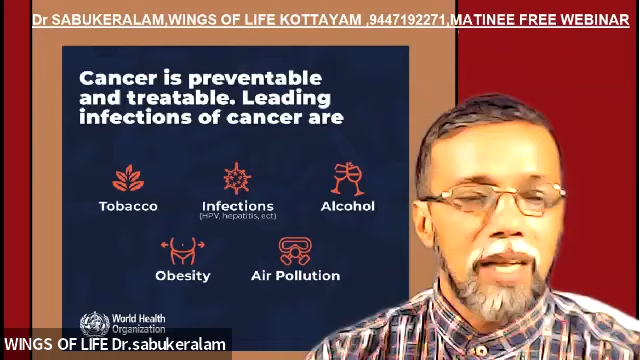 Dr SABUKERALAM,WINGS OF LIFE KOTTAYAM ,9447192271,MATINEE FREE WEBINAR
Cancer is preventable
and treatable. Leading
infections of cancer are
Tobacco
Infections
(HPV, hepatitis, ect)
Alcohol
Obesity
Air Pollution
World Health
Organization
WINGS OF LIFE Dr.sabukeralam